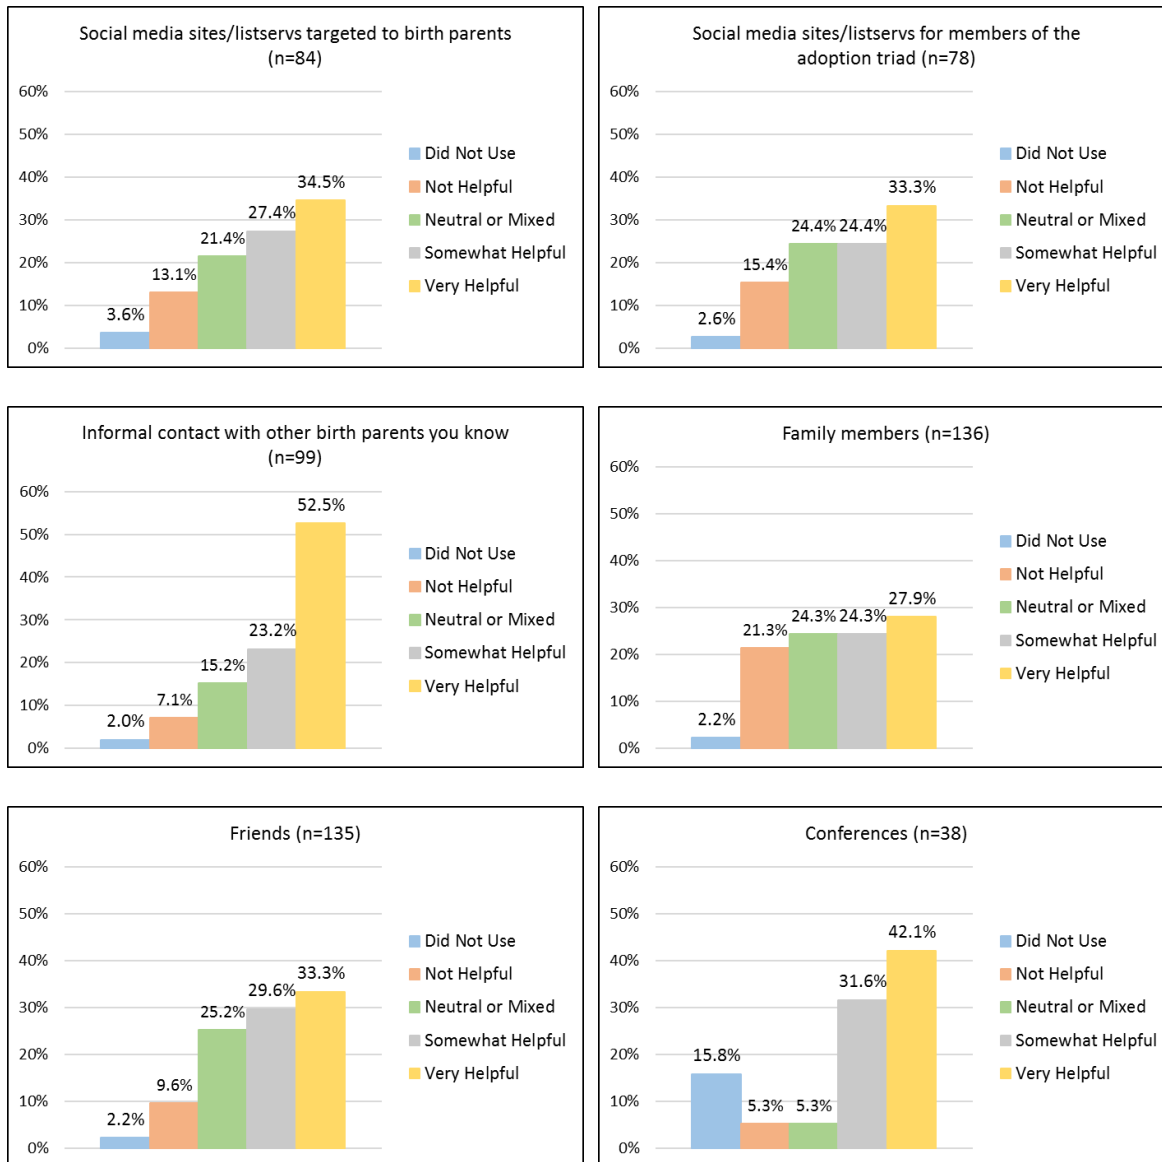 Social media sites/listservs targeted to birth parents
(n=84)
60%
50%
40%
30%
20%
10%
0%
3.6%
13.1%
21.4%
27.4%
34.5%
Did Not Use
Not Helpful
Neutral or Mixed
Somewhat Helpful
Very Helpful
Social media sites/listservs for members of the
adoption triad (n=78)
60%
50%
40%
30%
20%
10%
0%
2.6%
15.4%
24.4%
24.4%
33.3%
Did Not Use
Not Helpful
Neutral or Mixed
Somewhat Helpful
Very Helpful
Informal contact with other birth parents you know
(n=99)
60%
50%
40%
30%
20%
10%
0%
2.0%
7.1%
15.2%
23.2%
52.5%
Did Not Use
Not Helpful
Neutral or Mixed
Somewhat Helpful
Very Helpful
Family members (n=136)
60%
50%
40%
30%
20%
10%
0%
2.2%
21.3%
24.3%
24.3%
27.9%
Did Not Use
Not Helpful
Neutral or Mixed
Somewhat Helpful
Very Helpful
Friends (n=135)
60%
50%
40%
30%
20%
10%
0%
2.2%
9.6%
25.2%
29.6%
33.3%
Did Not Use
Not Helpful
Neutral or Mixed
Somewhat Helpful
Very Helpful
Conferences (n=38)
60%
50%
40%
30%
20%
10%
0%
15.8%
5.3%
5.3%
31.6%
42.1%
Did Not Use
Not Helpful
Neutral or Mixed
Somewhat Helpful
Very Helpful